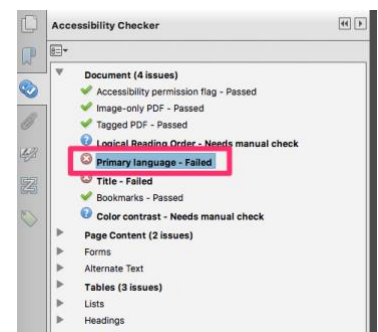 Accessibility Checker
Document (4 issues)
Accessibility permission flag - Passed
Image-only PDF - Passed
Tagged PDF - Passed
Logical Reading Order - Needs manual check
Primary language - Failed
Title - Failed
Bookmarks - Passed
Color contrast - Needs manual check
Page Content (2 issues)
Forms
Alternate Text
Tables (3 issues)
Lists
Headings